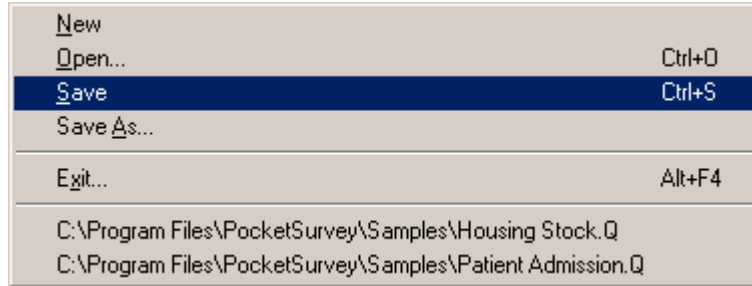 New
Open... Ctrl+O
Save Ctrl+S
Save As...
Exit... Alt+F4
C:\Program Files\PocketSurvey\Samples\Housing Stock.Q
C:\Program Files\PocketSurvey\Samples\Patient Admission.Q